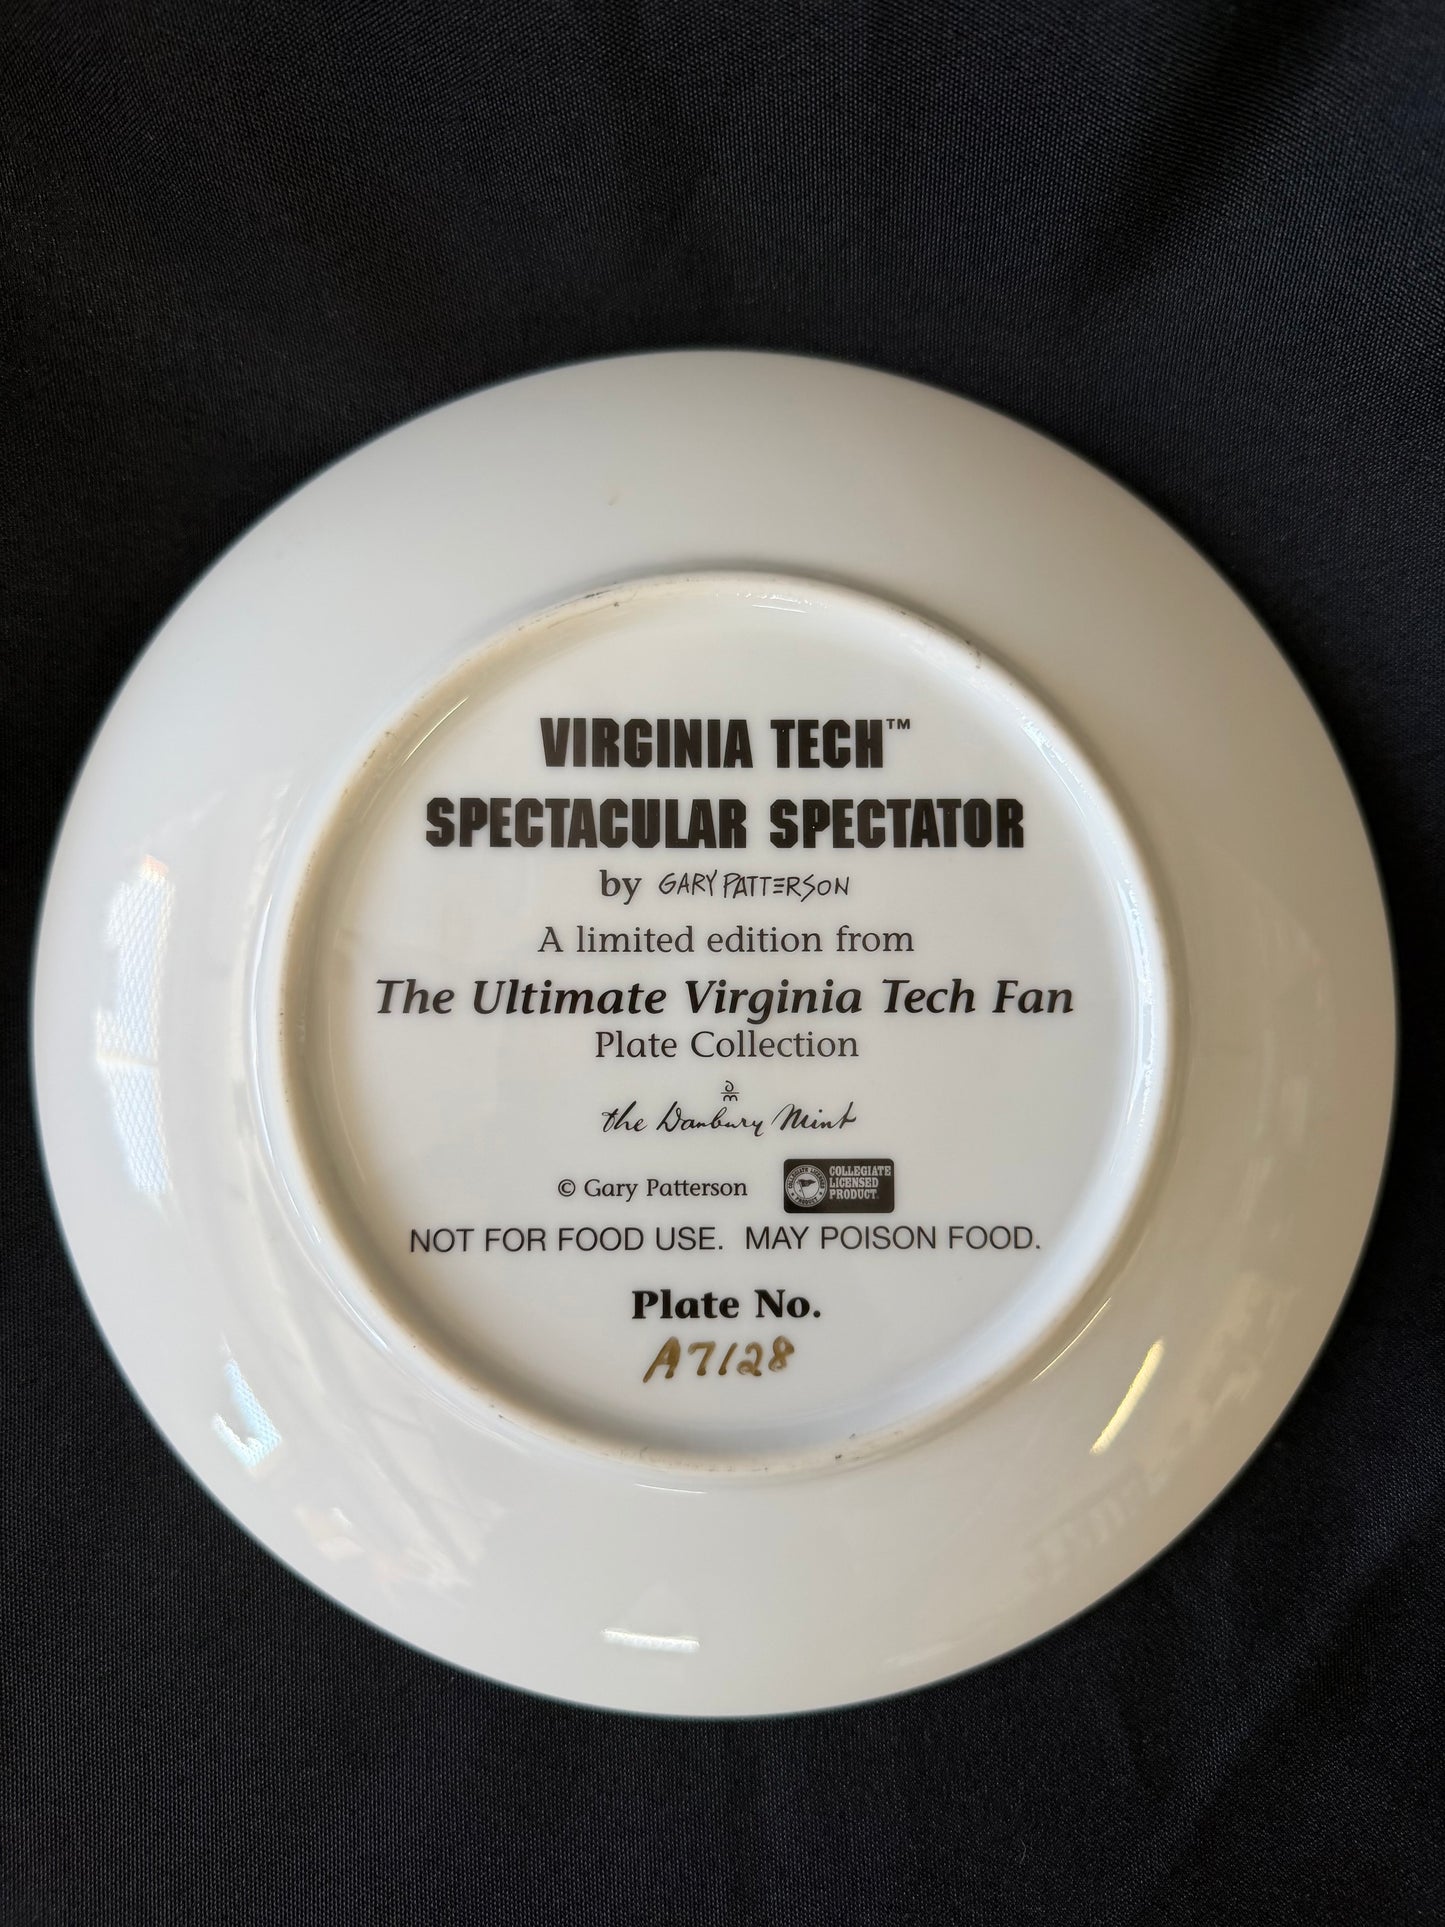 VIRGINIA TECH™
SPECTACULAR SPECTATOR
by GARY PATTERSON
A limited edition from
The Ultimate Virginia Tech Fan
Plate Collection
dm
the Danbury Mint
© Gary Patterson
COLLEGIATE
LICENSED
PRODUCT
NOT FOR FOOD USE. MAY POISON FOOD.
Plate No.
A7128